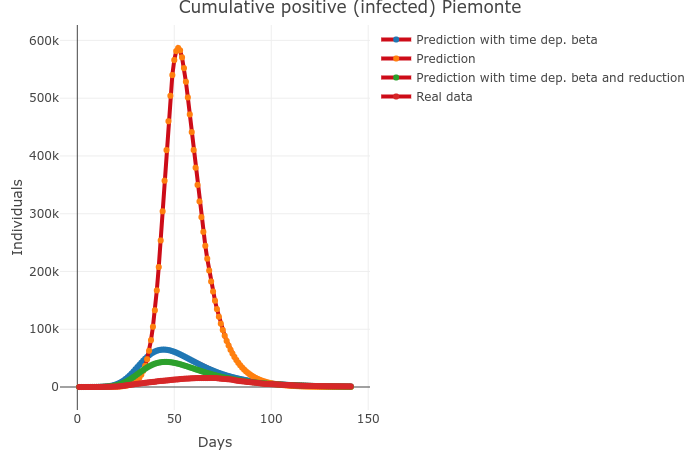 Cumulative positive (infected) Piemonte
Prediction with time dep. beta
Prediction
Prediction with time dep. beta and reduction
Real data
Individuals
600k
500k
400k
300k
200k
100k
0
0 50 100 150
Days